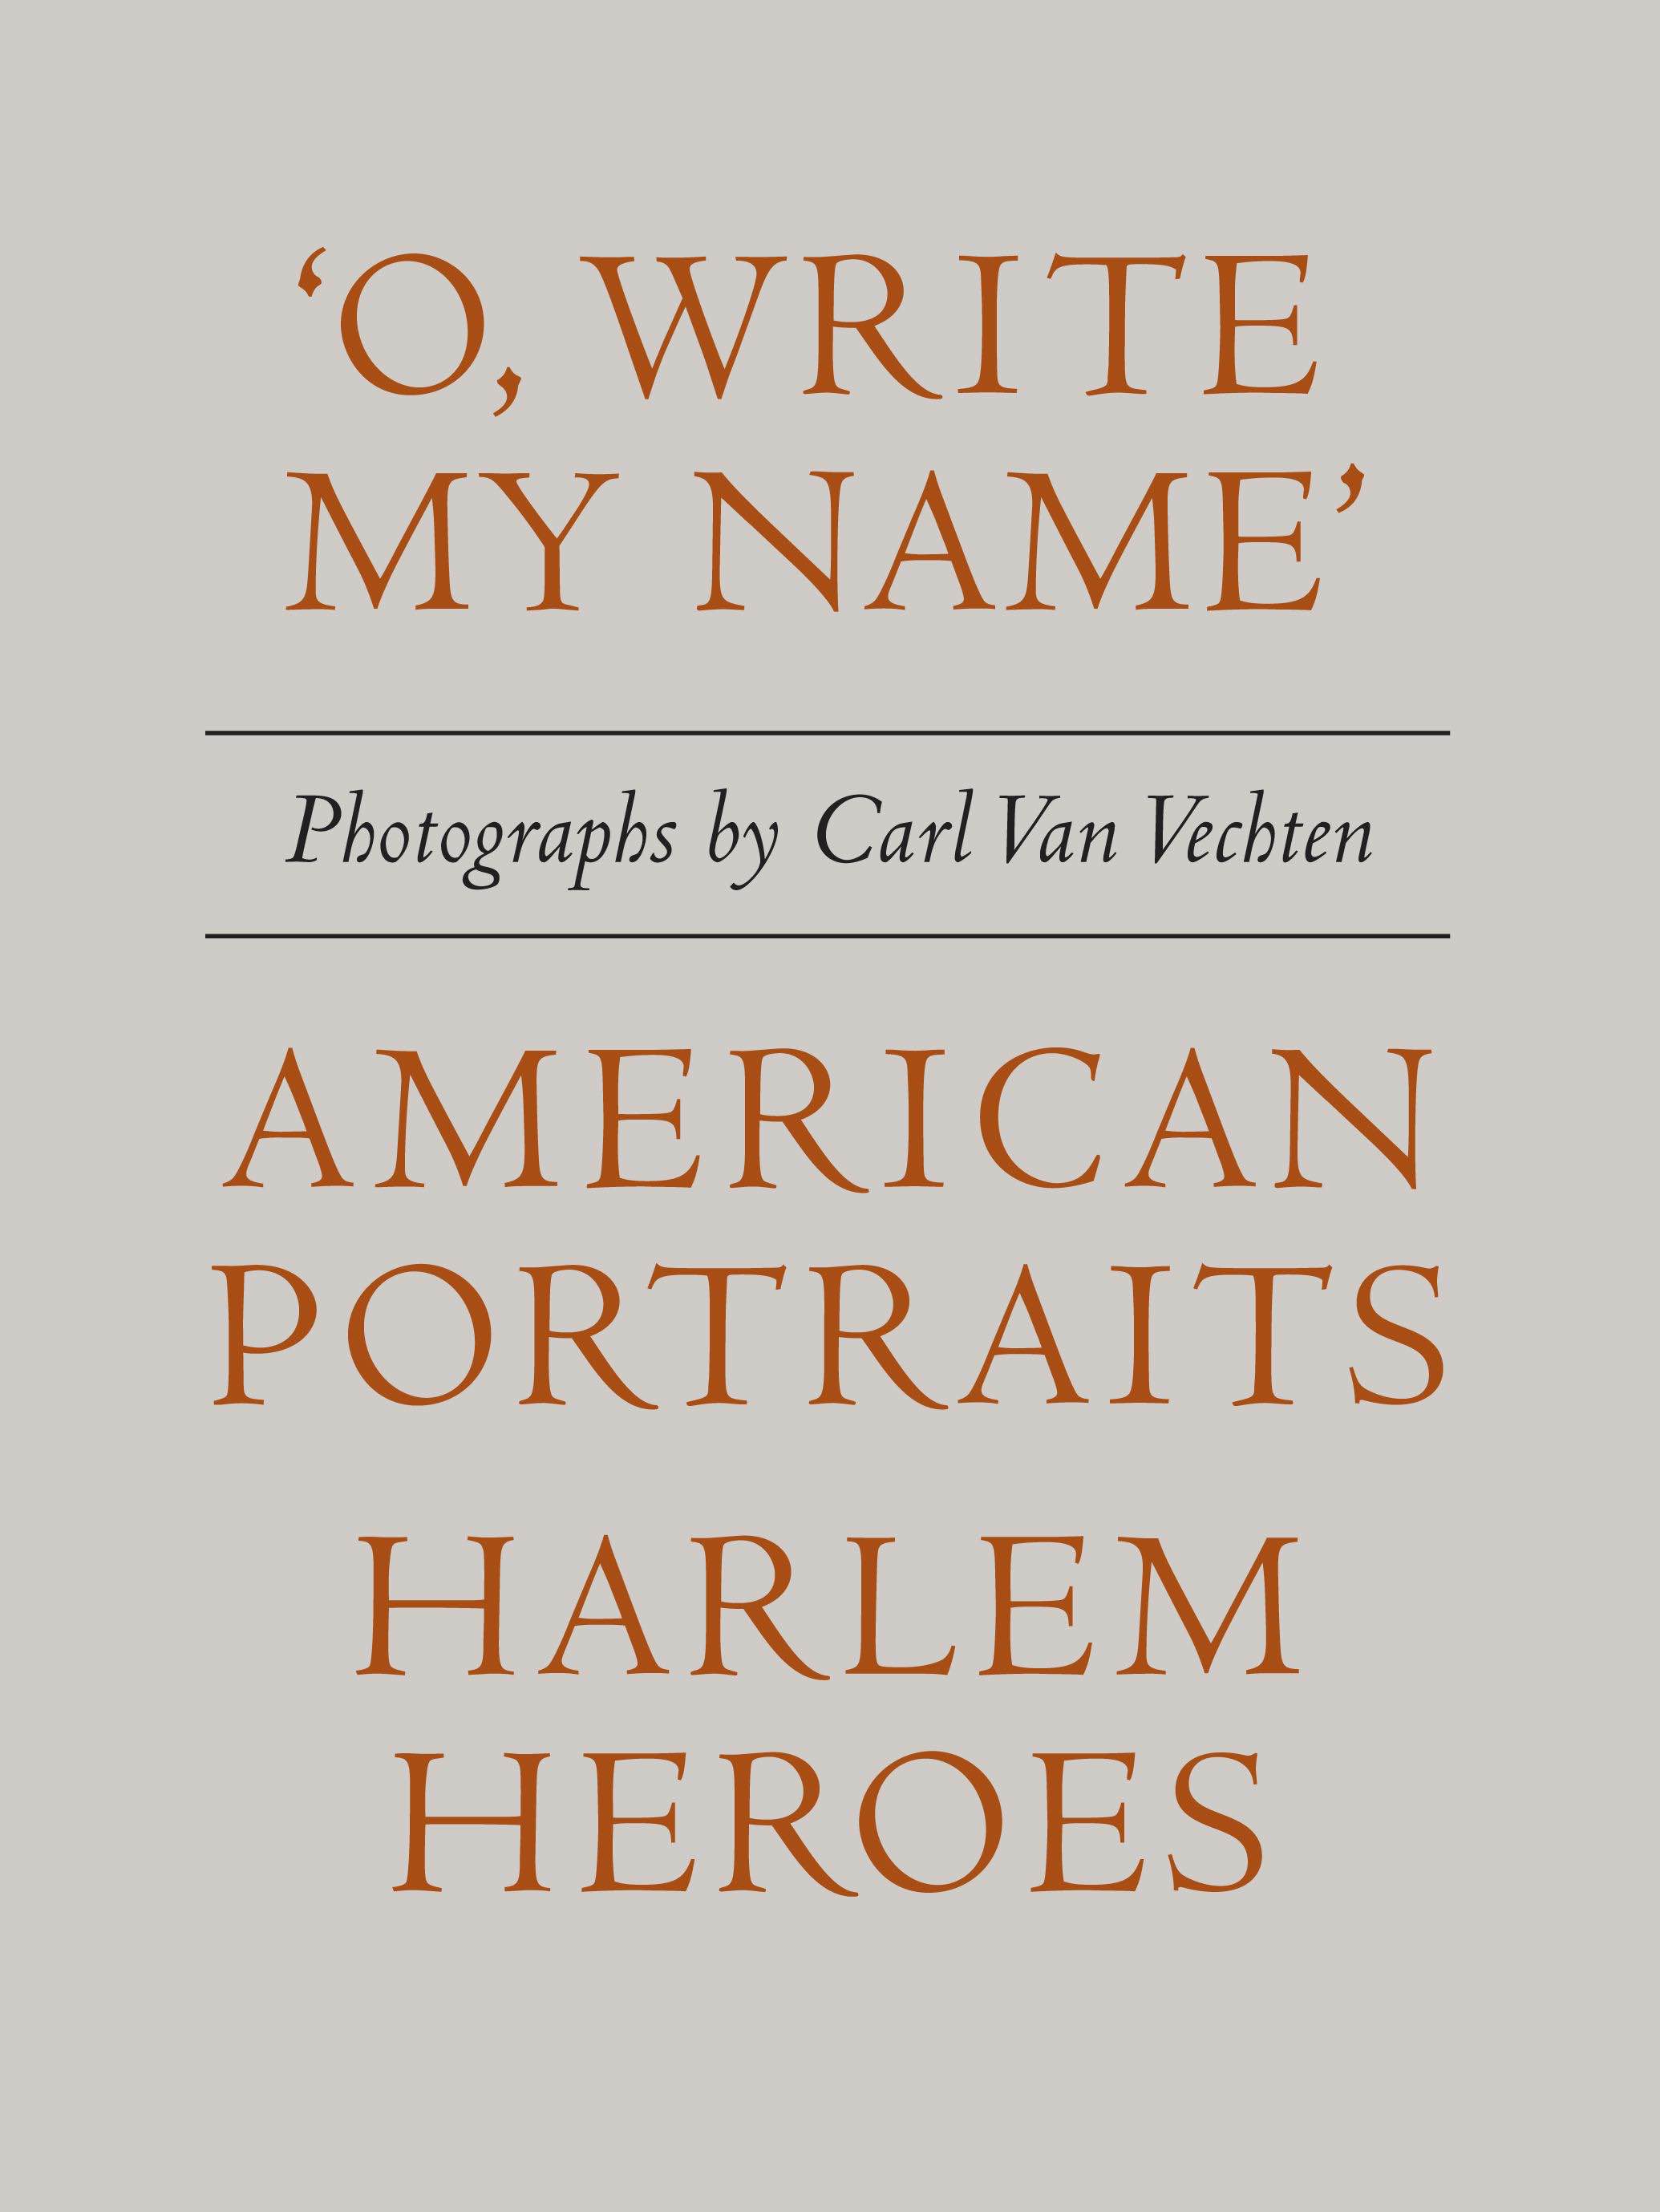 ‘O, WRITE
MY NAME’
Photographs by Carl Van Vechten
AMERICAN
PORTRAITS
HARLEM
HEROES